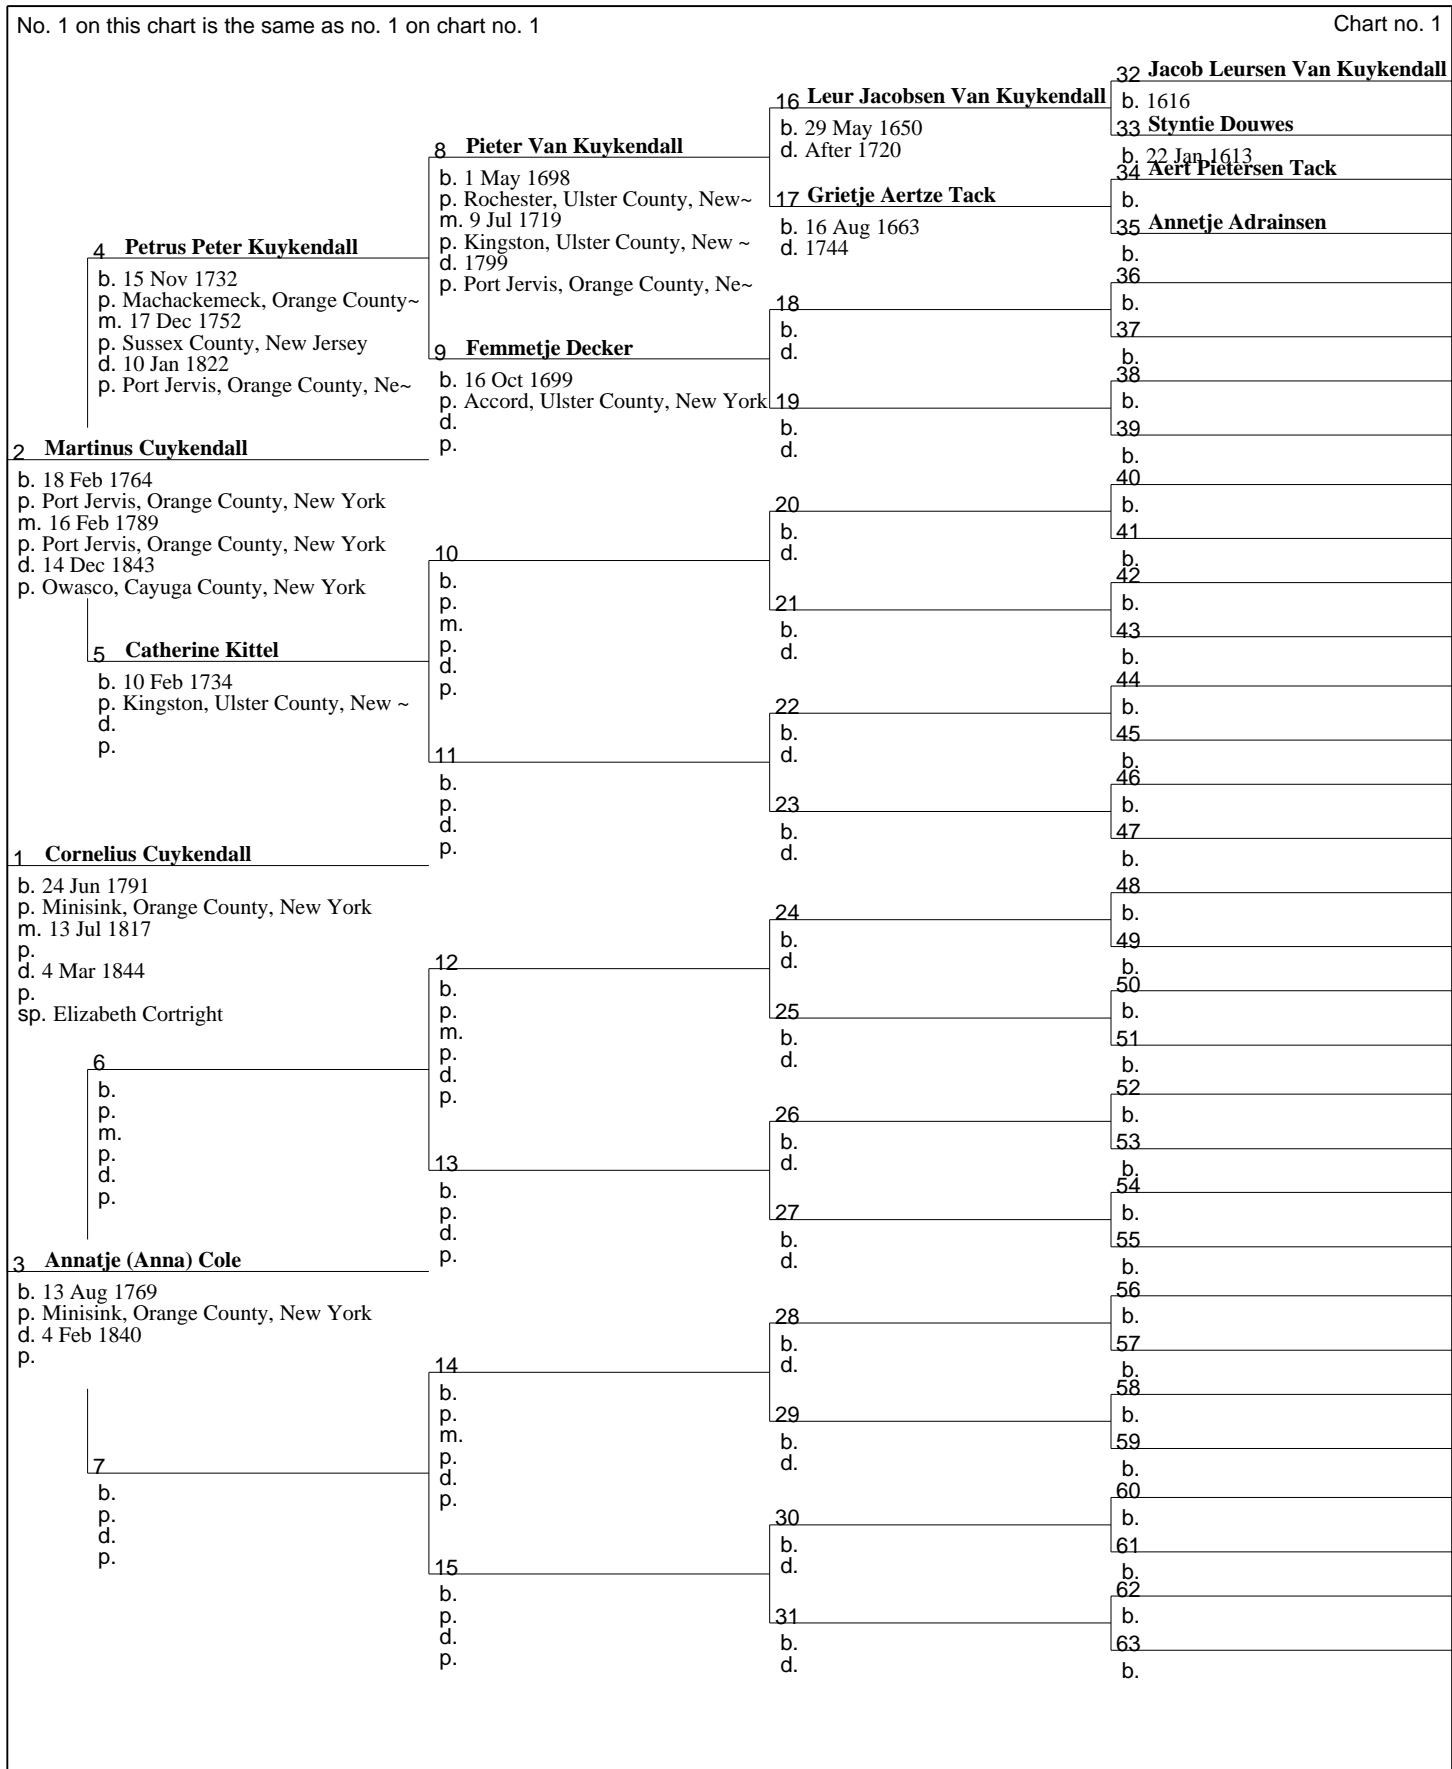 No. 1 on this chart is the same as no. 1 on chart no. 1
Chart no. 1
4 Petrus Peter Kuykendall
b. 15 Nov 1732
p. Machackemeck, Orange County~
m. 17 Dec 1752
p. Sussex County, New Jersey
d. 10 Jan 1822
p. Port Jervis, Orange County, Ne~
2 Martinus Cuykendall
b. 18 Feb 1764
p. Port Jervis, Orange County, New York
m. 16 Feb 1789
p. Port Jervis, Orange County, New York
d. 14 Dec 1843
p. Owasco, Cayuga County, New York
5 Catherine Kittel
b. 10 Feb 1734
p. Kingston, Ulster County, New ~
d.
p.
1 Cornelius Cuykendall
b. 24 Jun 1791
p. Minisink, Orange County, New York
m. 13 Jul 1817
p.
d. 4 Mar 1844
p.
sp. Elizabeth Cortright
6
b.
p.
m.
p.
d.
p.
3 Annatje (Anna) Cole
b. 13 Aug 1769
p. Minisink, Orange County, New York
d. 4 Feb 1840
p.
7
b.
p.
d.
p.
8 Pieter Van Kuykendall
b. 1 May 1698
p. Rochester, Ulster County, New~
m. 9 Jul 1719
p. Kingston, Ulster County, New ~
d. 1799
p. Port Jervis, Orange County, Ne~
9 Femmetje Decker
b. 16 Oct 1699
p. Accord, Ulster County, New York
d.
p.
10
b.
p.
m.
p.
d.
p.
11
b.
p.
d.
p.
12
b.
p.
m.
p.
d.
p.
13
b.
p.
d.
p.
14
b.
p.
m.
p.
d.
p.
15
b.
p.
d.
p.
16 Leur Jacobsen Van Kuykendall
b. 29 May 1650
d. After 1720
17 Grietje Aertze Tack
b. 16 Aug 1663
d. 1744
18
b.
d.
19
b.
d.
20
b.
d.
21
b.
d.
22
b.
d.
23
b.
d.
24
b.
d.
25
b.
d.
26
b.
d.
27
b.
d.
28
b.
d.
29
b.
d.
30
b.
d.
31
b.
d.
32 Jacob Leursen Van Kuykendall
b. 1616
33 Styntie Douwes
b. 22 Jan 1613
34 Aert Pietersen Tack
b.
35 Annetje Adrainsen
b.
36
b.
37
b.
38
b.
39
b.
40
b.
41
b.
42
b.
43
b.
44
b.
45
b.
46
b.
47
b.
48
b.
49
b.
50
b.
51
b.
52
b.
53
b.
54
b.
55
b.
56
b.
57
b.
58
b.
59
b.
60
b.
61
b.
62
b.
63
b.